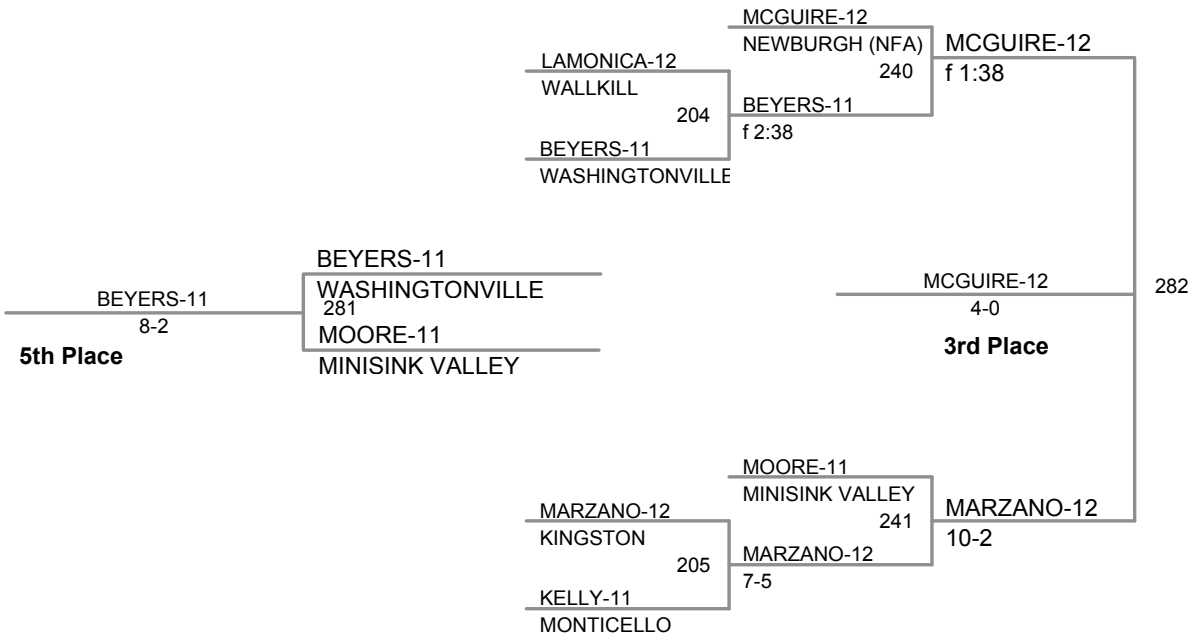 MCGUIRE-12
NEWBURGH (NFA)
240
MCGUIRE-12
f 1:38
LAMONICA-12
WALLKILL
204
BEYERS-11
f 2:38
BEYERS-11
WASHINGTONVILLE
BEYERS-11
WASHINGTONVILLE
281
BEYERS-11
8-2
5th Place
MOORE-11
MINISINK VALLEY
MCGUIRE-12
4-0
3rd Place
282
MOORE-11
MINISINK VALLEY
241
MARZANO-12
10-2
MARZANO-12
KINGSTON
205
MARZANO-12
7-5
KELLY-11
MONTICELLO